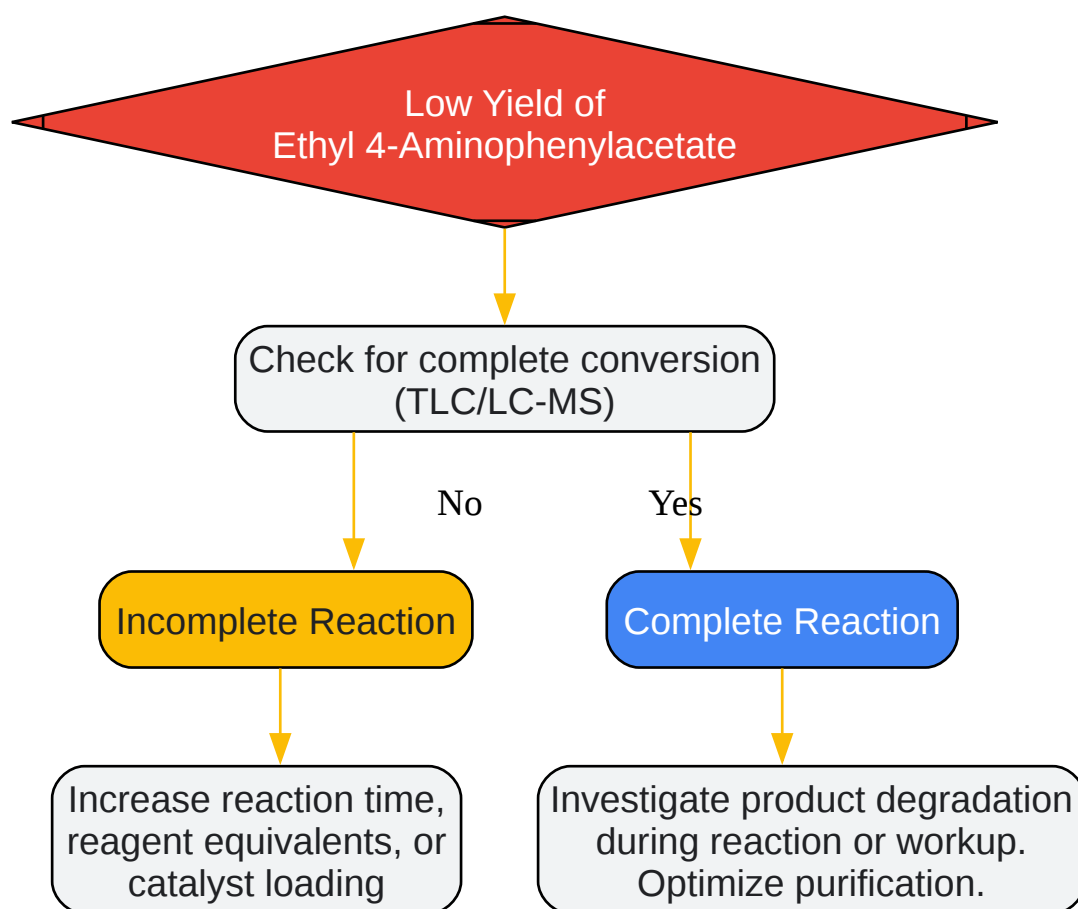 Low Yield of
Ethyl 4-Aminophenylacetate
Check for complete conversion
(TLC/LC-MS)
No
Yes
Incomplete Reaction
Complete Reaction
Increase reaction time,
reagent equivalents, or
catalyst loading
Investigate product degradation
during reaction or workup.
Optimize purification.